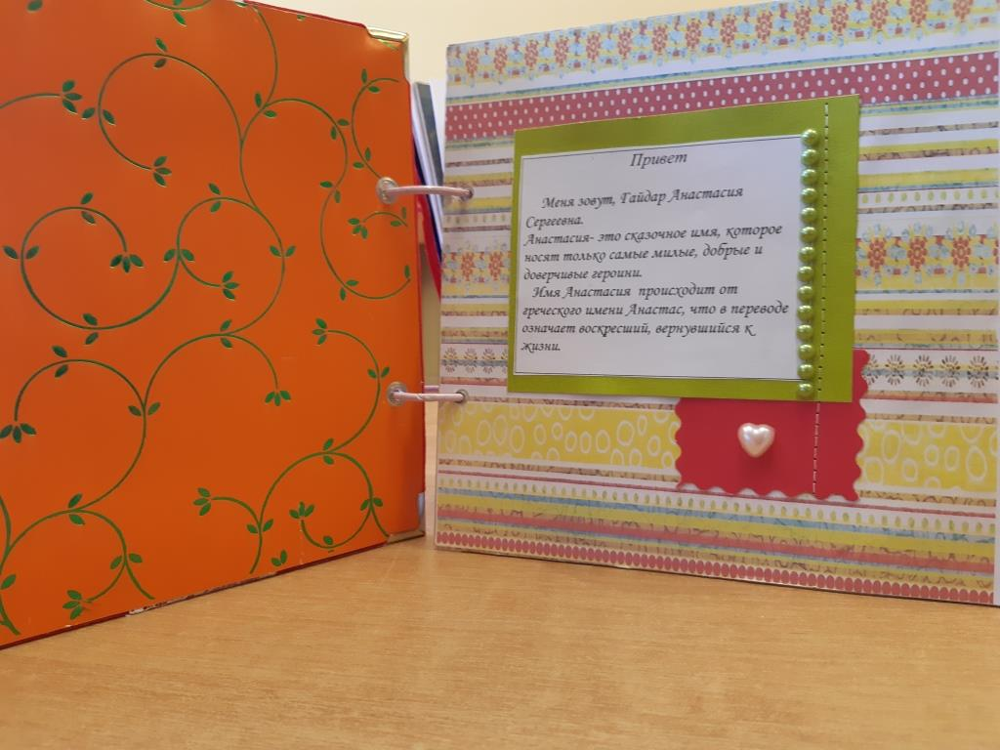 Привет
Меня зовут, Гайдар Анастасия
Сергеевна.
Анастасия- это сказочное имя, которое
носят только самые милые, добрые и
доверчивые героини.
Имя Анастасия происходит от
греческого имени Анастас, что в переводе
означает воскресший, вернувшийся к
жизни.